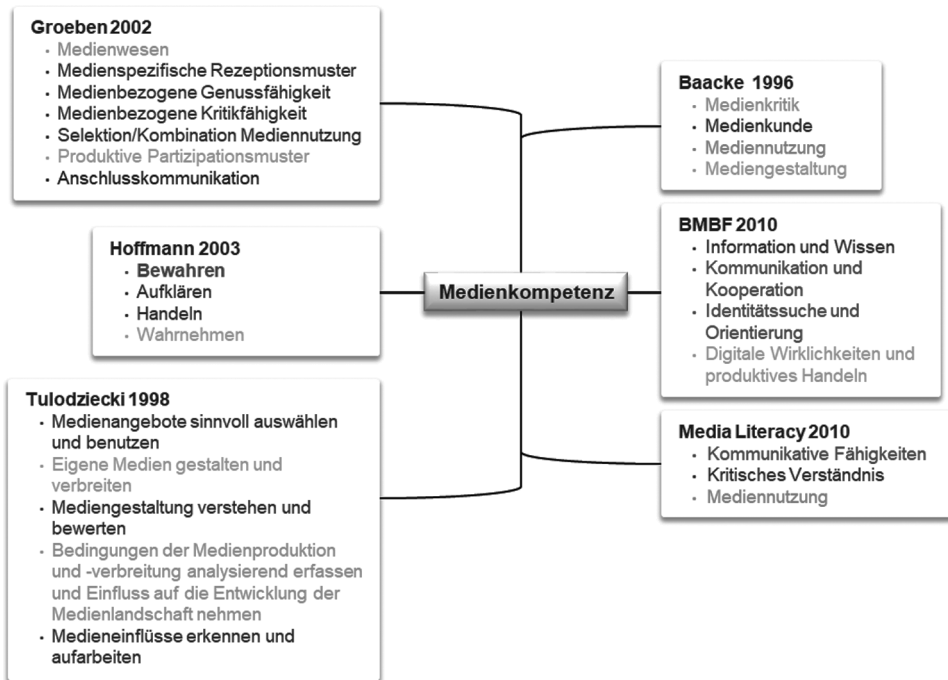 Groeben 2002
• Medienwesen
• Medienspezifische Rezeptionsmuster
• Medienbezogene Genussfähigkeit
• Medienbezogene Kritikfähigkeit
• Selektion/Kombination Mediennutzung
• Produktive Partizipationsmuster
• Anschlusskommunikation
Hoffmann 2003
• Bewahren
• Aufklären
• Handeln
• Wahrnehmen
Tulodziecki 1998
• Medienangebote sinnvoll auswählen
und benutzen
• Eigene Medien gestalten und
verbreiten
• Mediengestaltung verstehen und
bewerten
• Bedingungen der Medienproduktion
und -verbreitung analysierend erfassen
und Einfluss auf die Entwicklung der
Medienlandschaft nehmen
• Medieneinflüsse erkennen und
aufarbeiten
Medienkompetenz
Baacke 1996
• Medienkritik
• Medienkunde
• Mediennutzung
• Mediengestaltung
BMBF 2010
• Information und Wissen
• Kommunikation und
Kooperation
• Identitätssuche und
Orientierung
• Digitale Wirklichkeiten und
produktives Handeln
Media Literacy 2010
• Kommunikative Fähigkeiten
• Kritisches Verständnis
• Mediennutzung